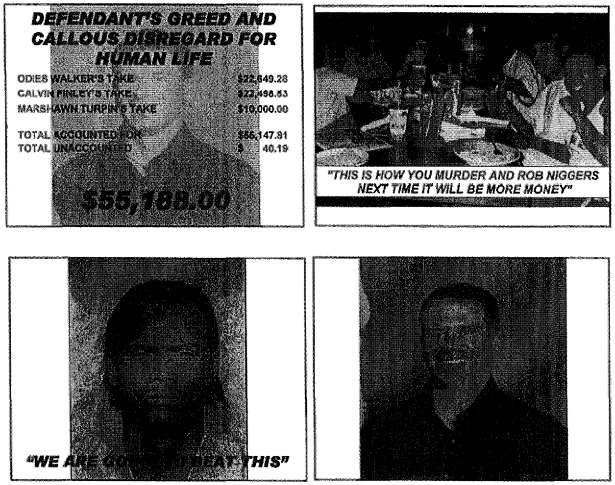 DEFENDANT'S GREED AND
CALLOUS DISREGARD FOR
HUMAN LIFE
ODIES WALKER'S TAKE $22,649.28
CALVIN FINLEY'S TAKE $22,498.53
MARSHAWN TURPIN'S TAKE $10,000.00
TOTAL ACCOUNTED FOR $55,147.81
TOTAL UNACCOUNTED $ 40.19
$55,188.00
"THIS IS HOW YOU MURDER AND ROB NIGGERS
NEXT TIME IT WILL BE MORE MONEY"
"WE ARE GOING TO BEAT THIS"